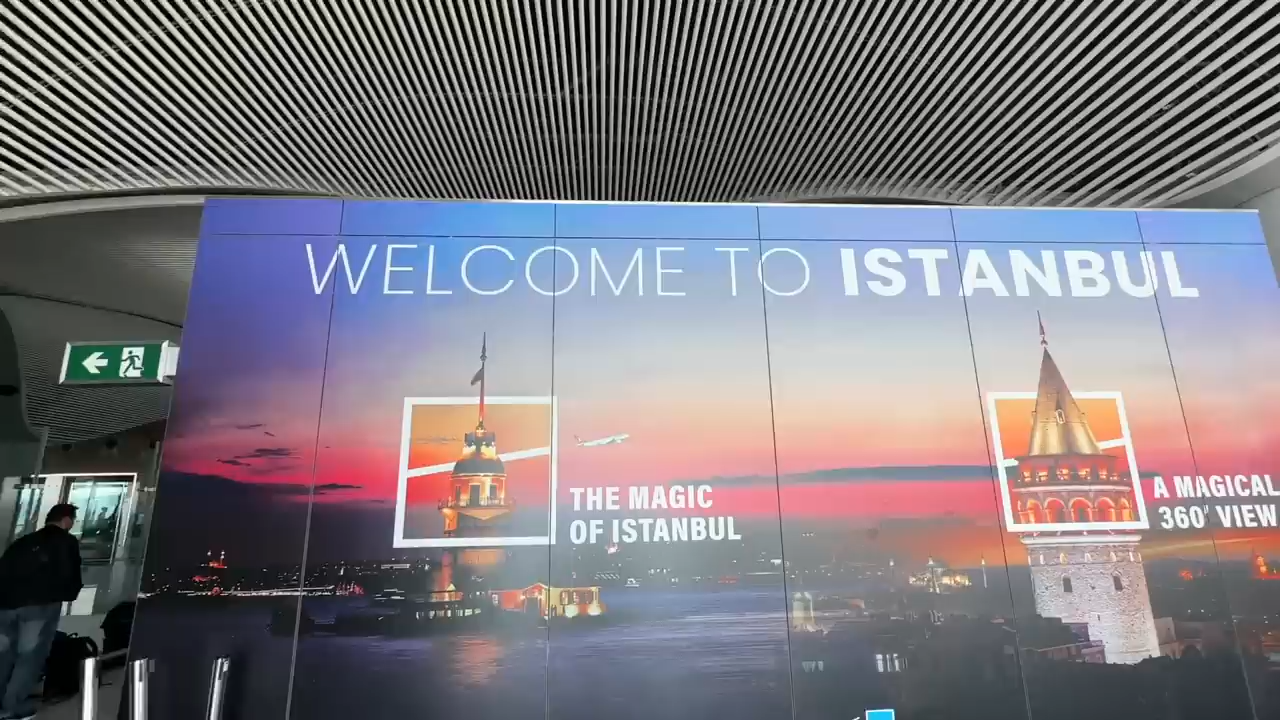 WELCOME TO ISTANBUL
THE MAGIC
OF ISTANBUL
A MAGICAL
360° VIEW